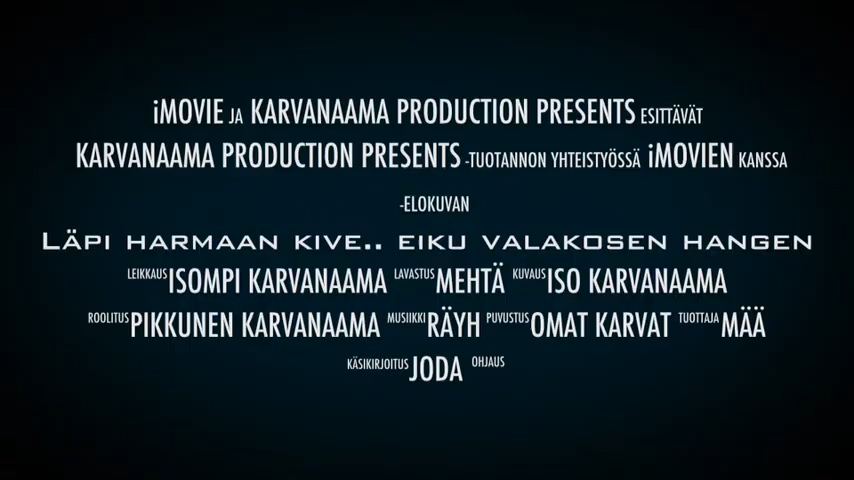 iMOVIE JA KARVANAAMA PRODUCTION PRESENTS ESITTÄVÄT
KARVANAAMA PRODUCTION PRESENTS -TUOTANNON YHTEISTYÖSSÄ iMOVIEN KANSSA
-ELOKUVAN
LÄPI HARMAAN KIVE.. EIKU VALAKOSEN HANGEN
LEIKKAUS ISOMPI KARVANAAMA LAVASTUS MEHTÄ KUVAUS ISO KARVANAAMA
ROOLITUS PIKKUNEN KARVANAAMA MUSIIKKI RÄYH PUVUSTUS OMAT KARVAT TUOTTAJA MÄÄ
KÄSIKIRJOITUS JODA OHJAUS